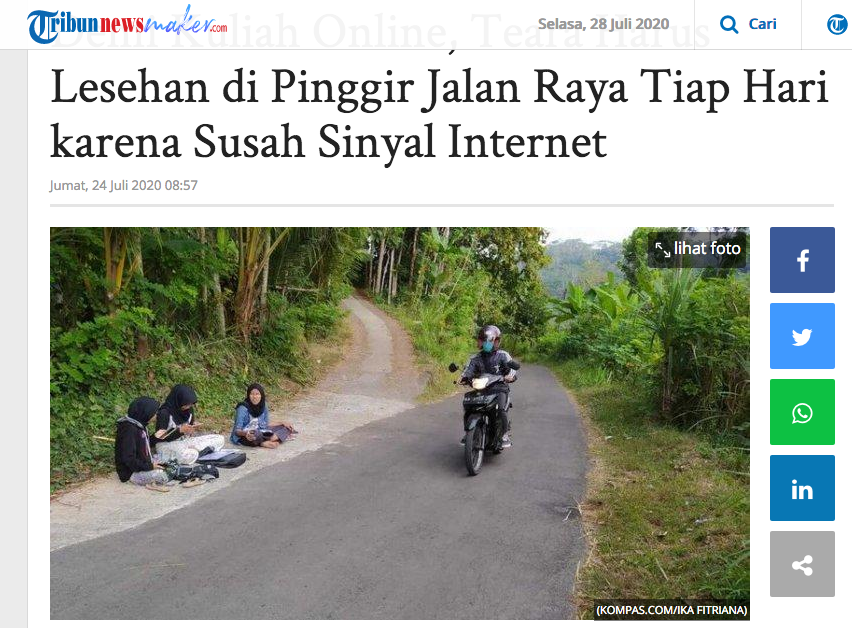 Tribunnewsmaker.com
Selasa, 28 Juli 2020
Cari
Demi Kuliah Online, Teara Harus
Lesehan di Pinggir Jalan Raya Tiap Hari
karena Susah Sinyal Internet
Jumat, 24 Juli 2020 08:57
lihat foto
(KOMPAS.COM/IKA FITRIANA)